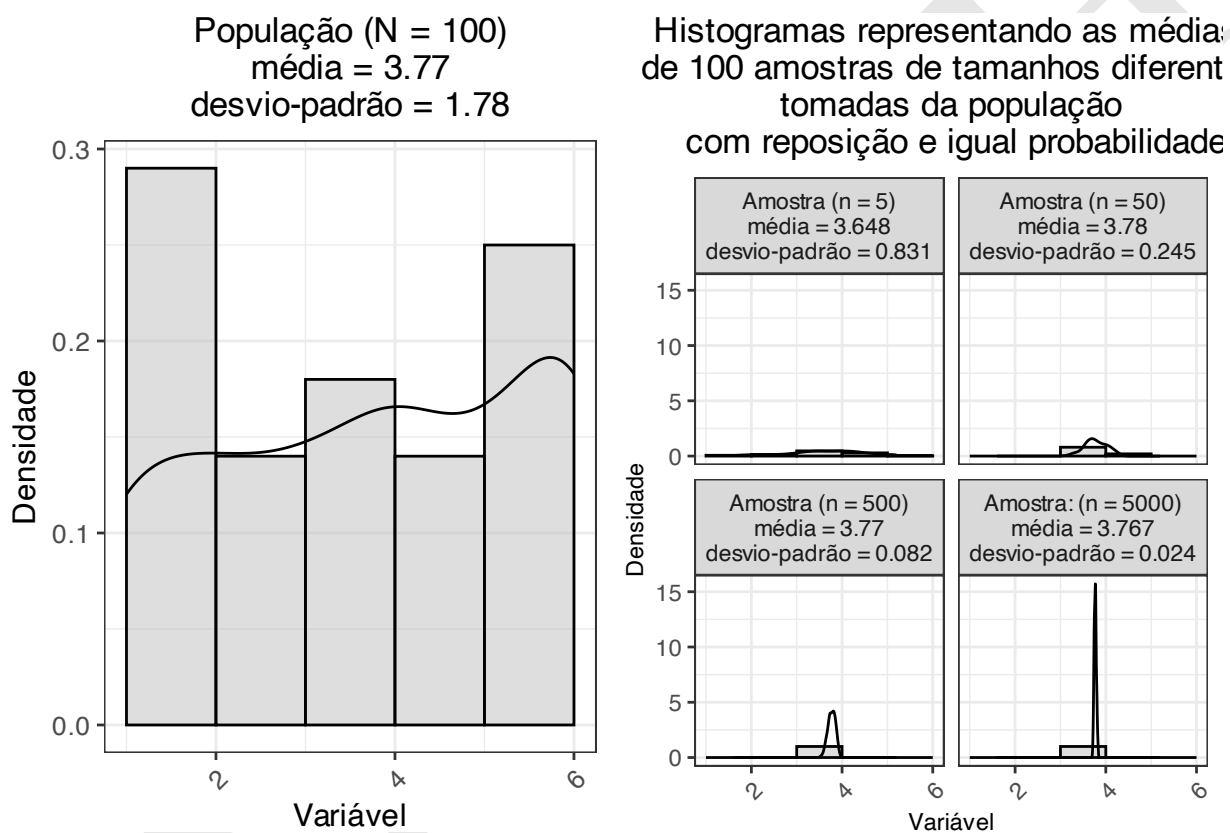 População (N = 100)
média = 3.77
desvio-padrão = 1.78
0.3
0.2
0.1
0.0
Densidade
2
4
6
Variável
Histogramas representando as médias
de 100 amostras de tamanhos diferent
tomadas da população
com reposição e igual probabilidade
Amostra (n = 5)
média = 3.648
desvio-padrão = 0.831
Amostra (n = 50)
média = 3.78
desvio-padrão = 0.245
15
10
5
0
Amostra (n = 500)
média = 3.77
desvio-padrão = 0.082
Amostra: (n = 5000)
média = 3.767
desvio-padrão = 0.024
15
10
5
0
Densidade
2
4
6
2
4
6
Variável